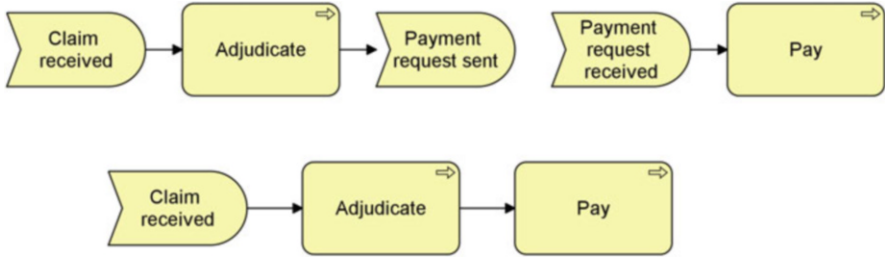 Claim
received
Adjudicate
Payment
request sent
Payment
request
received
Pay
Claim
received
Adjudicate
Pay